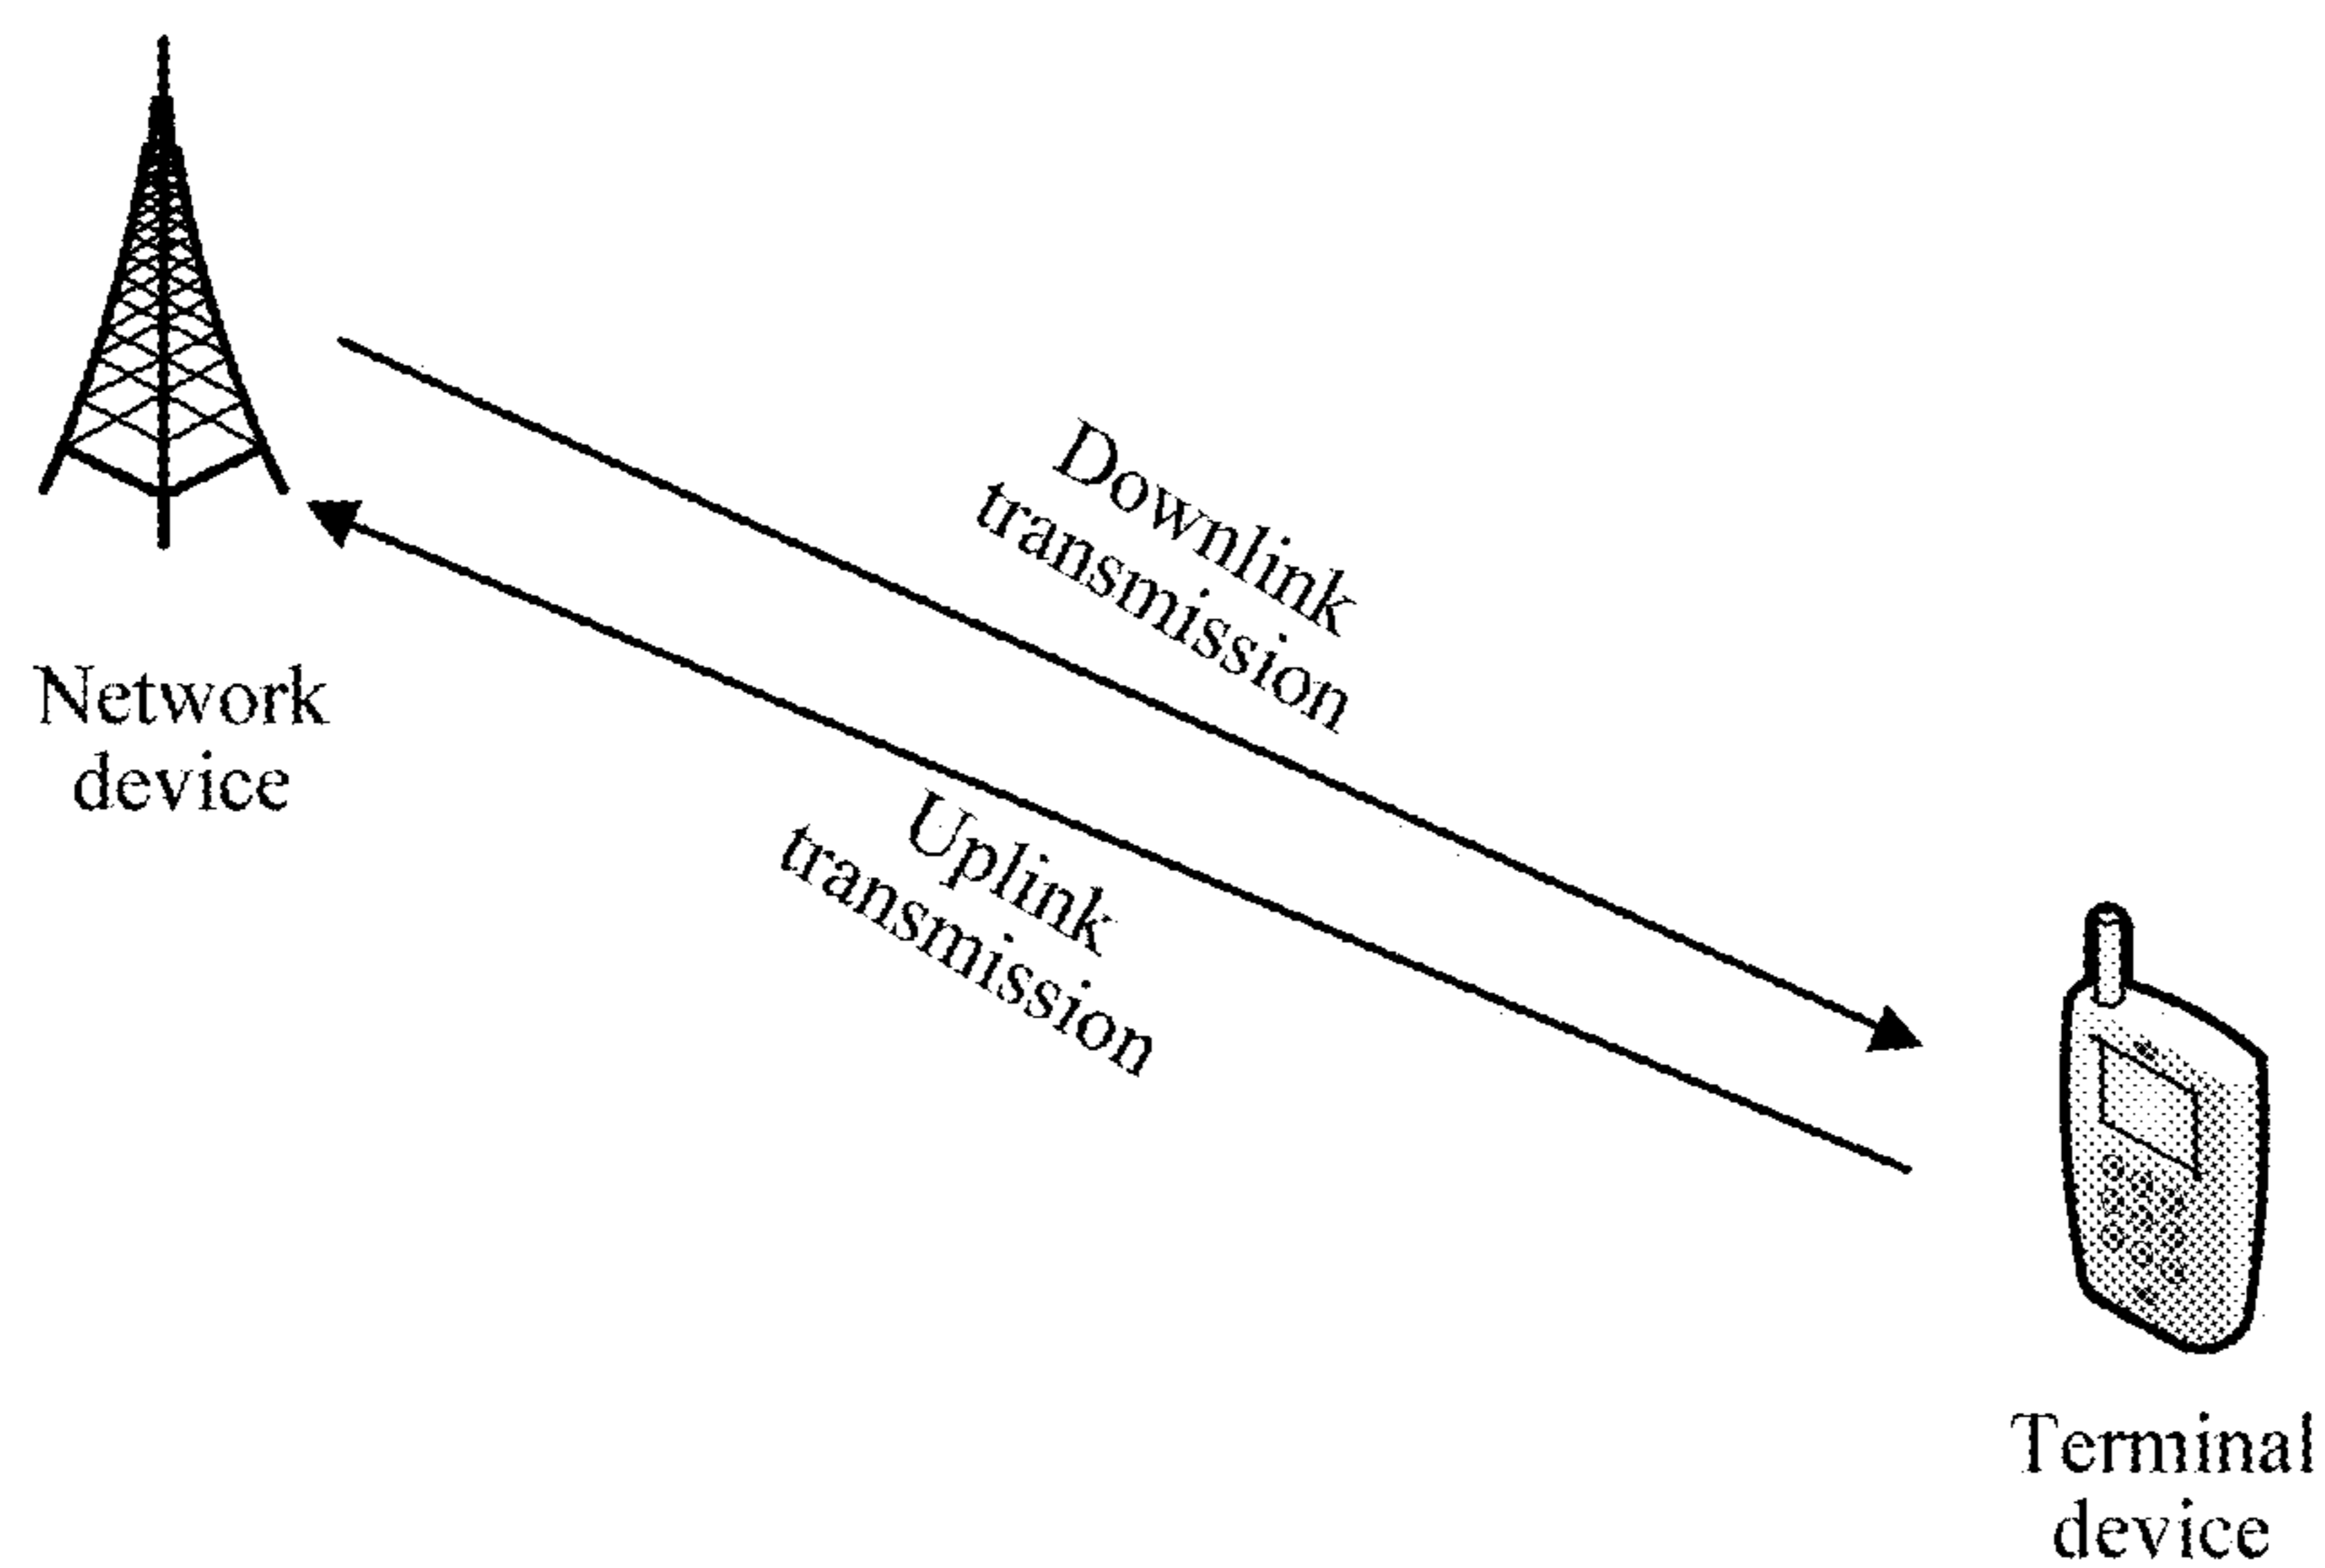 Downlink
transmission
Network
device
Uplink
transmission
Terminal
device